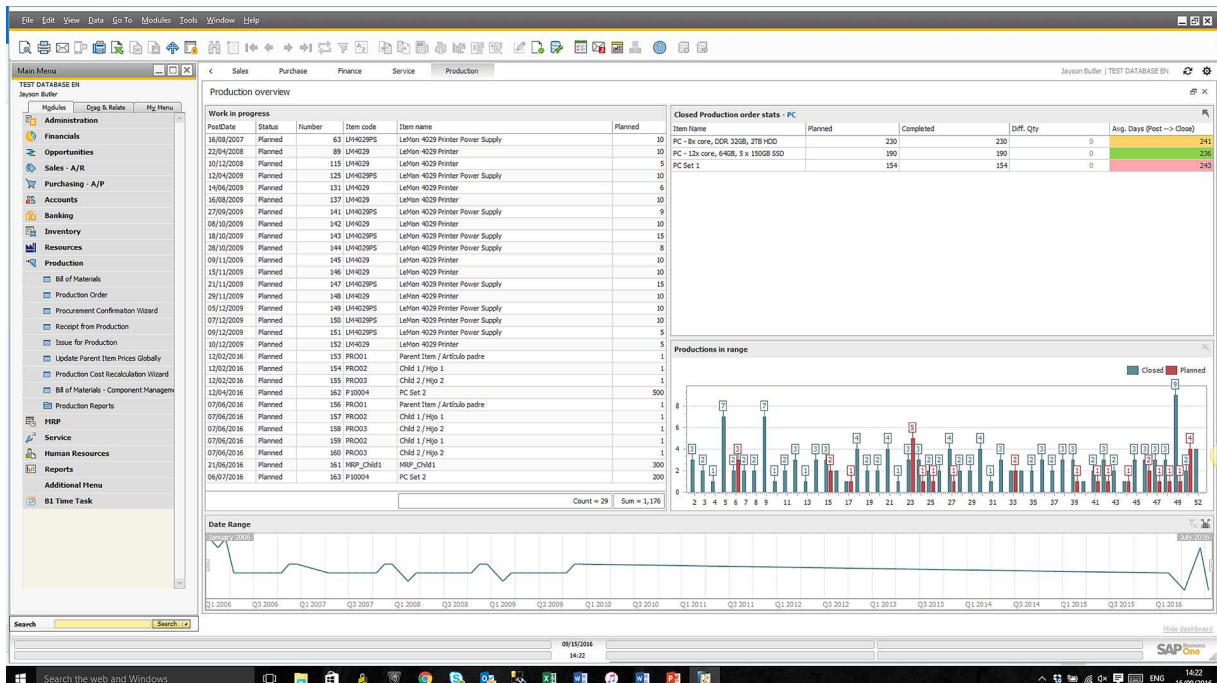 File Edit View Data Go To Modules Tools Window Help
Main Menu
TEST DATABASE EN
Jayson Butler
Modules Drag & Relate My Menu
Administration
Financials
Opportunities
Sales - A/R
Purchasing - A/P
Accounts
Banking
Inventory
Resources
Production
Bill of Materials
Production Order
Procurement Confirmation Wizard
Receipt from Production
Issue for Production
Update Parent Item Prices Globally
Production Cost Recalculation Wizard
Bill of Materials - Component Managem
Production Reports
MRP
Service
Human Resources
Reports
Additional Menu
B1 Time Task
Search Search
Sales Purchase Finance Service Production
Jayson Butler | TEST DATABASE EN
Production overview
Work in progress
PostDate Status Number Item code Item name Planned
16/08/2007 Planned 63 LM4029PS LeMon 4029 Printer Power Supply 10
22/04/2008 Planned 89 LM4029 LeMon 4029 Printer 10
10/12/2008 Planned 115 LM4029 LeMon 4029 Printer 5
12/04/2009 Planned 125 LM4029PS LeMon 4029 Printer Power Supply 10
14/06/2009 Planned 131 LM4029 LeMon 4029 Printer 6
16/08/2009 Planned 137 LM4029 LeMon 4029 Printer 10
27/09/2009 Planned 141 LM4029PS LeMon 4029 Printer Power Supply 9
08/10/2009 Planned 142 LM4029 LeMon 4029 Printer 10
18/10/2009 Planned 143 LM4029PS LeMon 4029 Printer Power Supply 15
28/10/2009 Planned 144 LM4029PS LeMon 4029 Printer Power Supply 8
09/11/2009 Planned 145 LM4029 LeMon 4029 Printer 10
15/11/2009 Planned 146 LM4029 LeMon 4029 Printer 10
21/11/2009 Planned 147 LM4029PS LeMon 4029 Printer Power Supply 15
29/11/2009 Planned 148 LM4029 LeMon 4029 Printer 10
05/12/2009 Planned 149 LM4029PS LeMon 4029 Printer Power Supply 10
07/12/2009 Planned 150 LM4029PS LeMon 4029 Printer Power Supply 10
09/12/2009 Planned 151 LM4029PS LeMon 4029 Printer Power Supply 5
10/12/2009 Planned 152 LM4029 LeMon 4029 Printer 5
12/02/2016 Planned 153 PRO01 Parent Item / Artículo padre 1
12/02/2016 Planned 154 PRO02 Child 1 / Hijo 1 1
12/02/2016 Planned 155 PRO03 Child 2 / Hijo 2 1
12/04/2016 Planned 162 P10004 PC Set 2 500
07/06/2016 Planned 156 PRO01 Parent Item / Artículo padre 1
07/06/2016 Planned 157 PRO02 Child 1 / Hijo 1 1
07/06/2016 Planned 158 PRO03 Child 2 / Hijo 2 1
07/06/2016 Planned 159 PRO02 Child 1 / Hijo 1 1
07/06/2016 Planned 160 PRO03 Child 2 / Hijo 2 1
21/06/2016 Planned 161 MRP_Child1 MRP_Child1 300
06/07/2016 Planned 163 P10004 PC Set 2 200
Count = 29 Sum = 1,176
Closed Production order stats - PC
Item Name Planned Completed Diff. Qty Avg. Days (Post --> Close)
PC - 8x core, DDR 32GB, 2TB HDD 230 230 0 241
PC - 12x core, 64GB, 5 x 150GB SSD 190 190 0 236
PC Set 1 154 154 0 243
Productions in range
Closed Planned
8
6
4
2
0
2 3 4 5 6 7 8 9 11 13 15 17 19 21 23 25 27 29 31 33 35 37 39 41 43 45 47 49 52
Date Range
January 2006 July 2016
Q1 2006 Q3 2006 Q1 2007 Q3 2007 Q1 2008 Q3 2008 Q1 2009 Q3 2009 Q1 2010 Q3 2010 Q1 2011 Q3 2011 Q1 2012 Q3 2012 Q1 2013 Q3 2013 Q1 2014 Q3 2014 Q1 2015 Q3 2015 Q1 2016
Hide dashboard
09/15/2016
14:22
SAP Business One
Search the web and Windows
ENG
14:22
15/09/2016